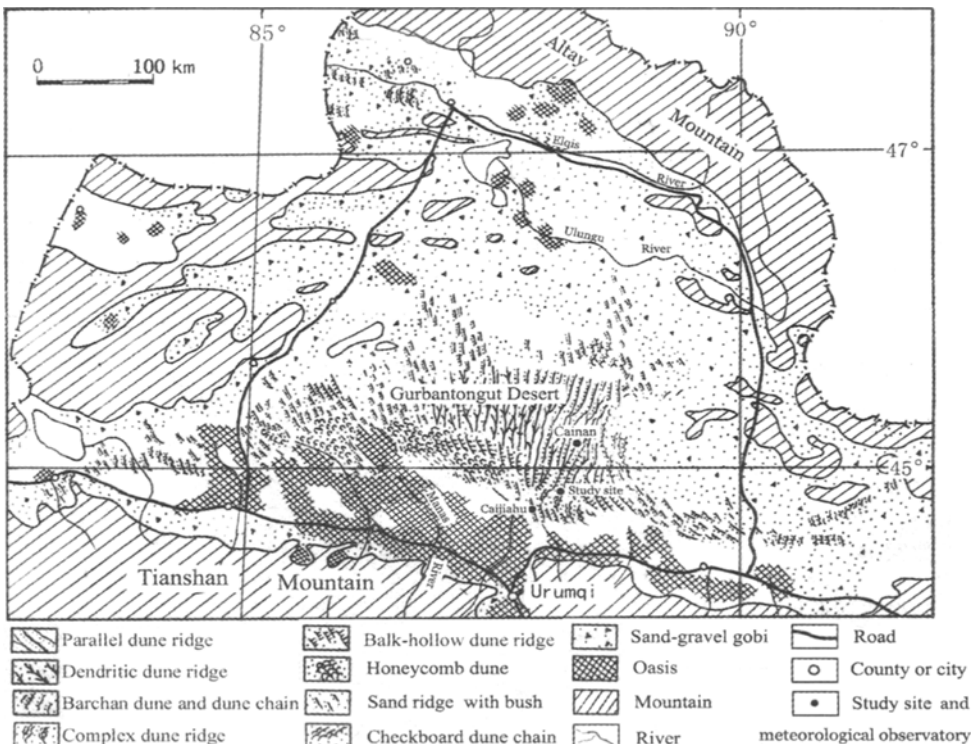 85°
90°
0 100 km
Altay
Mountain
Elqis
River
47°
Ulungu
River
Gurbantongut Desert
Cainan
45°
Study site
Caijiahu
Manas
River
Tianshan Mountain
Urumqi
Parallel dune ridge
Dendritic dune ridge
Barchan dune and dune chain
Complex dune ridge
Balk-hollow dune ridge
Honeycomb dune
Sand ridge with bush
Checkboard dune chain
Sand-gravel gobi
Oasis
Mountain
River
Road
County or city
Study site and
meteorological observatory